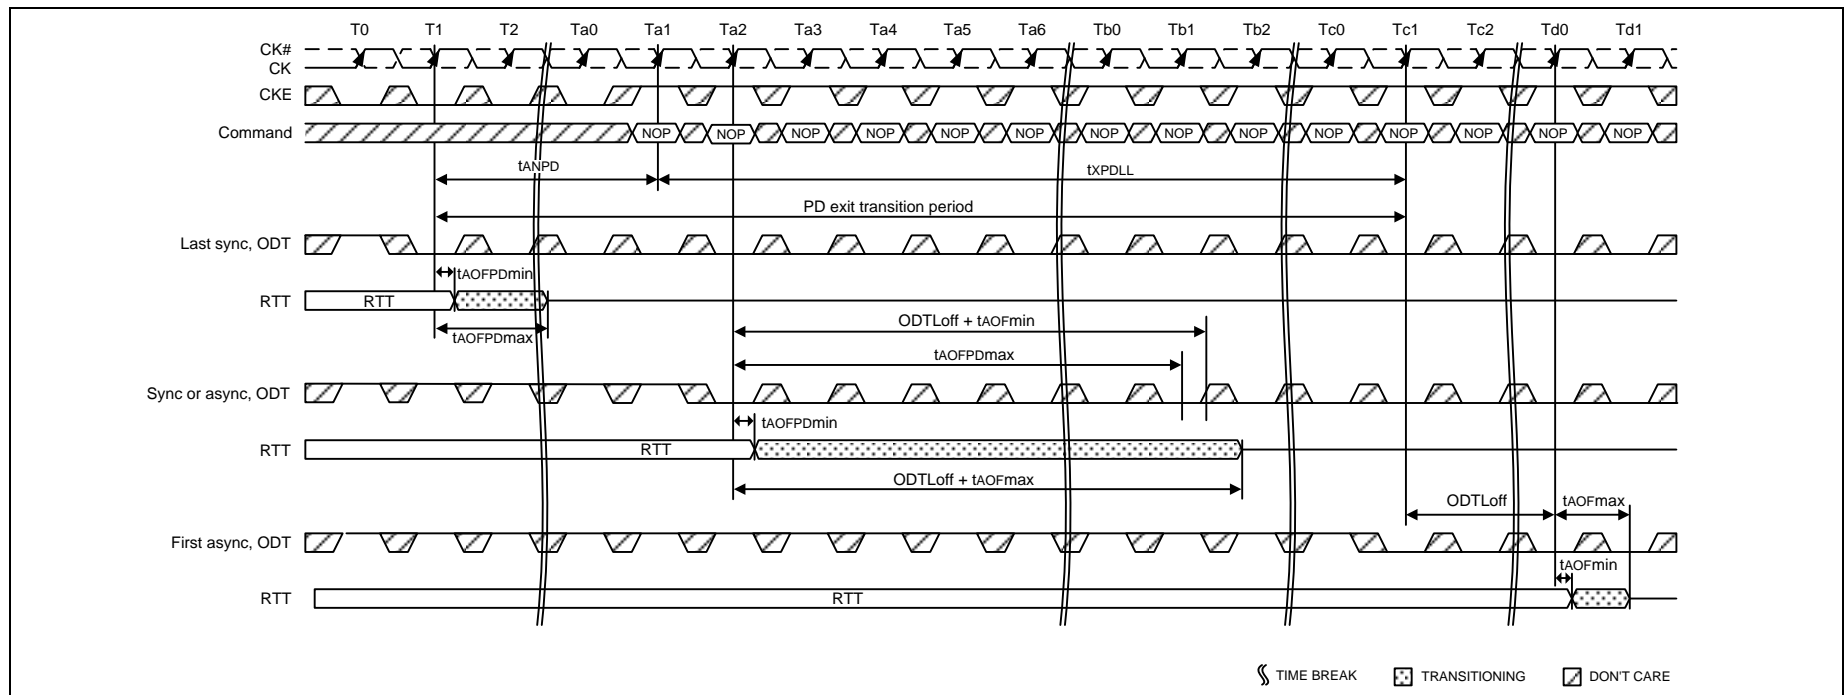 T0 T1 T2 Ta0 Ta1 Ta2 Ta3 Ta4 Ta5 Ta6 Tb0 Tb1 Tb2 Tc0 Tc1 Tc2 Td0 Td1
CK#
CK
CKE
Command NOP NOP NOP NOP NOP NOP NOP NOP NOP NOP NOP NOP NOP NOP
tANPD tXPDLL
PD exit transition period
Last sync, ODT
tAOFPDmin
RTT RTT
tAOFPDmax
ODTLoff + tAOFmin
tAOFPDmax
Sync or async, ODT
tAOFPDmin
RTT RTT
ODTLoff + tAOFmax
ODTLoff tAOFmax
First async, ODT
tAOFmin
RTT RTT
TIME BREAK TRANSITIONING DON'T CARE